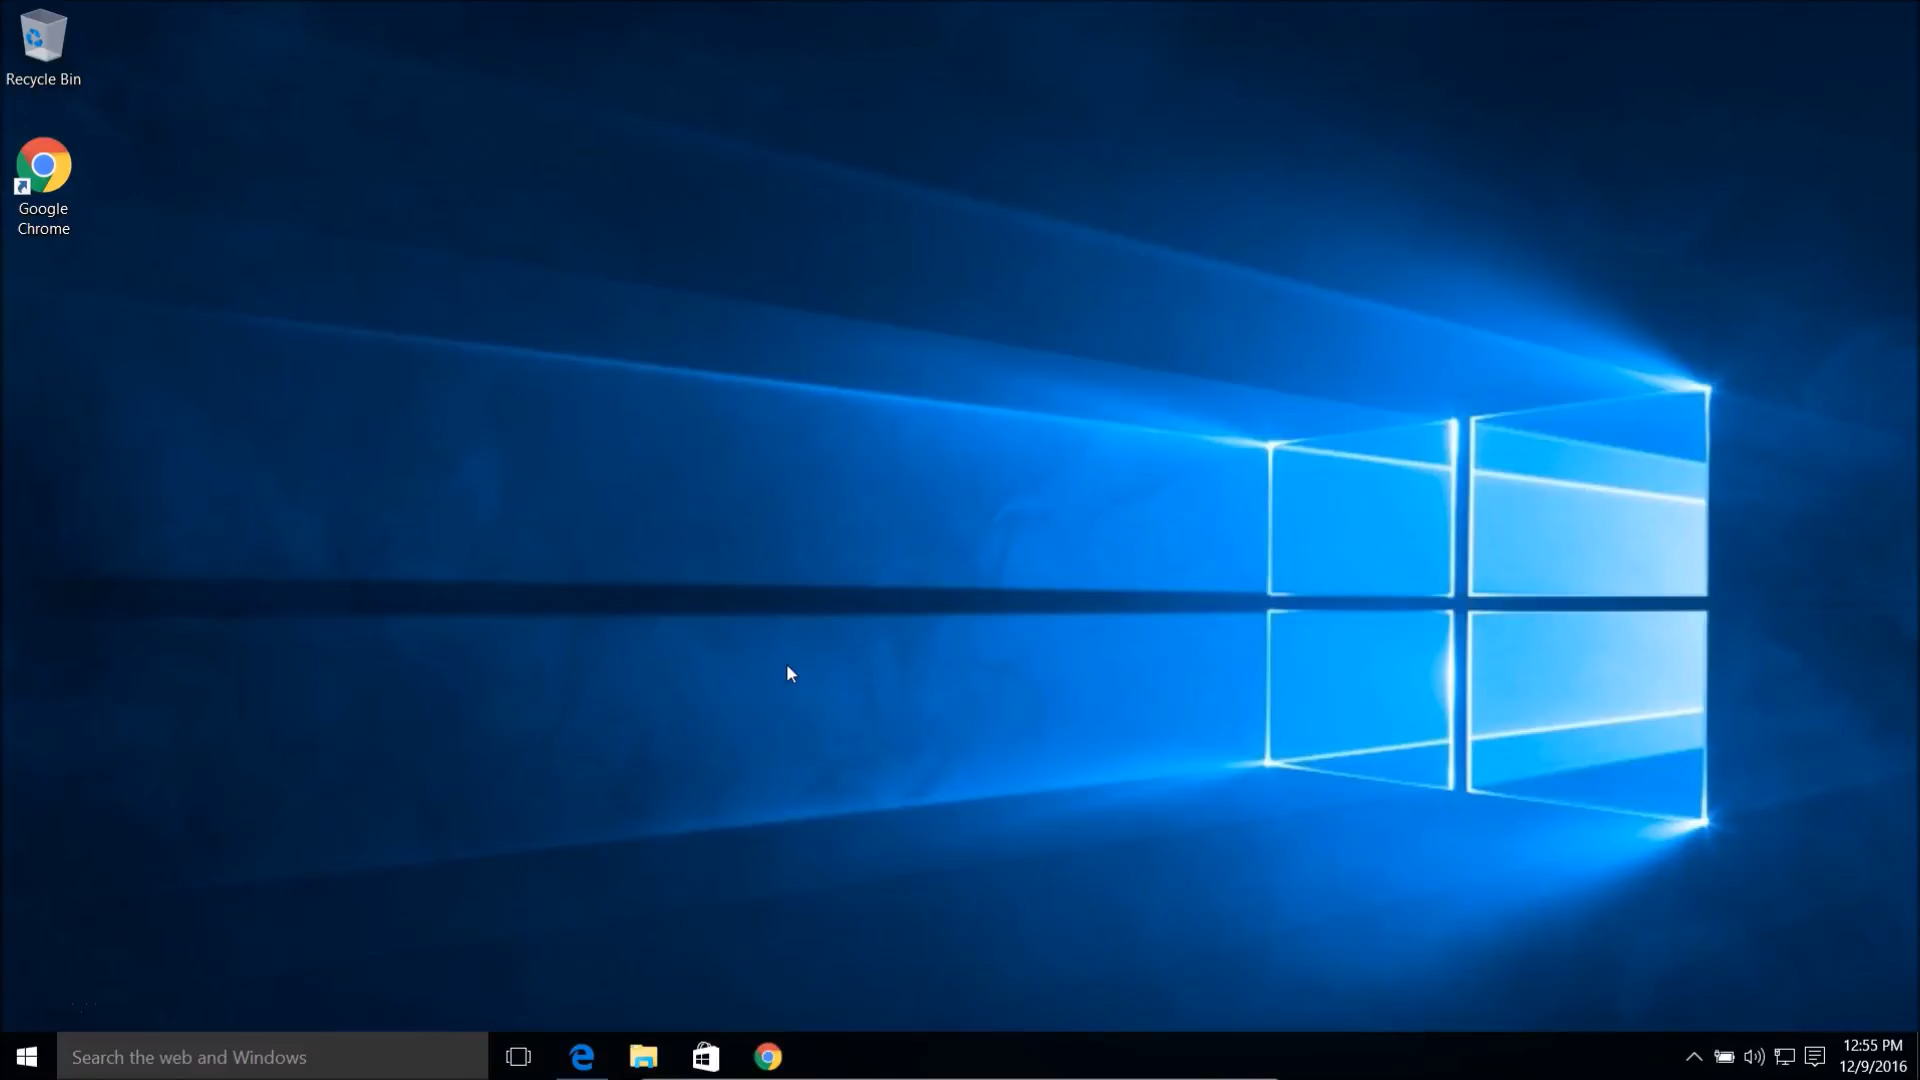 Recycle Bin
Google
Chrome
Search the web and Windows
12:55 PM
12/9/2016